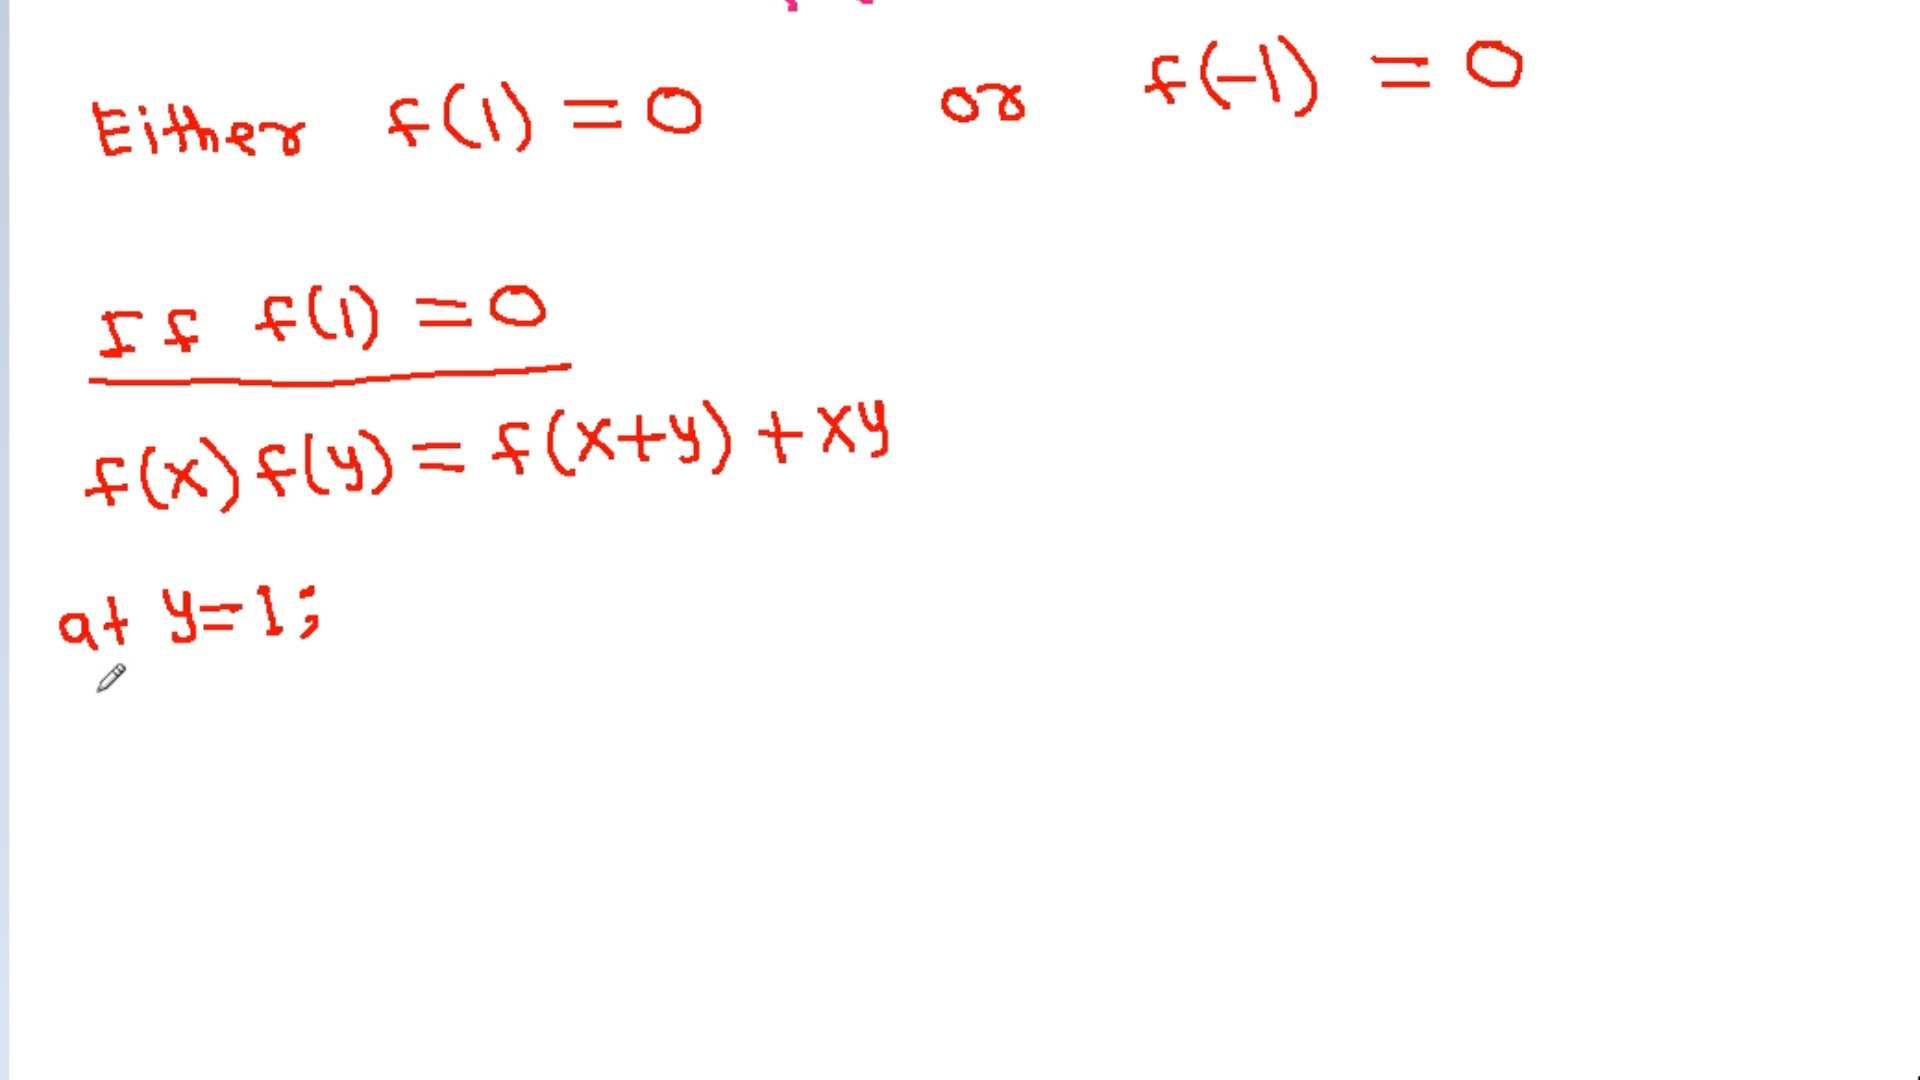 Either f(1) = 0 or f(-1) = 0
If f(1) = 0
f(x) f(y) = f(x+y) + xy
at y=1;